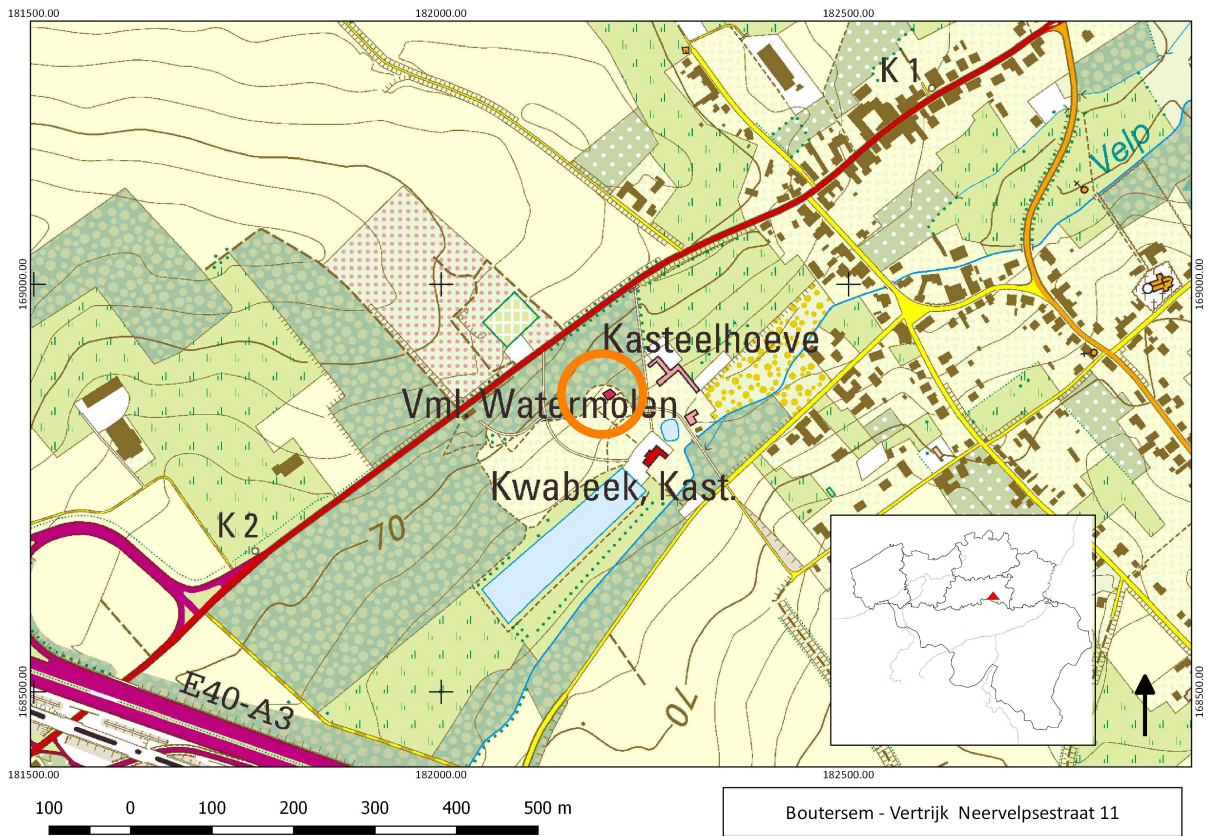 181500.00
182000.00
182500.00
K 1
Velp
169000.00
169000.00
Kasteelhoeve
Vml. Watermolen
Kwabeek, Kast.
K 2
70
70
E40-A3
168500.00
168500.00
181500.00
182000.00
182500.00
100 0 100 200 300 400 500 m
Boutersem - Vertrijk Neervelpsestraat 11